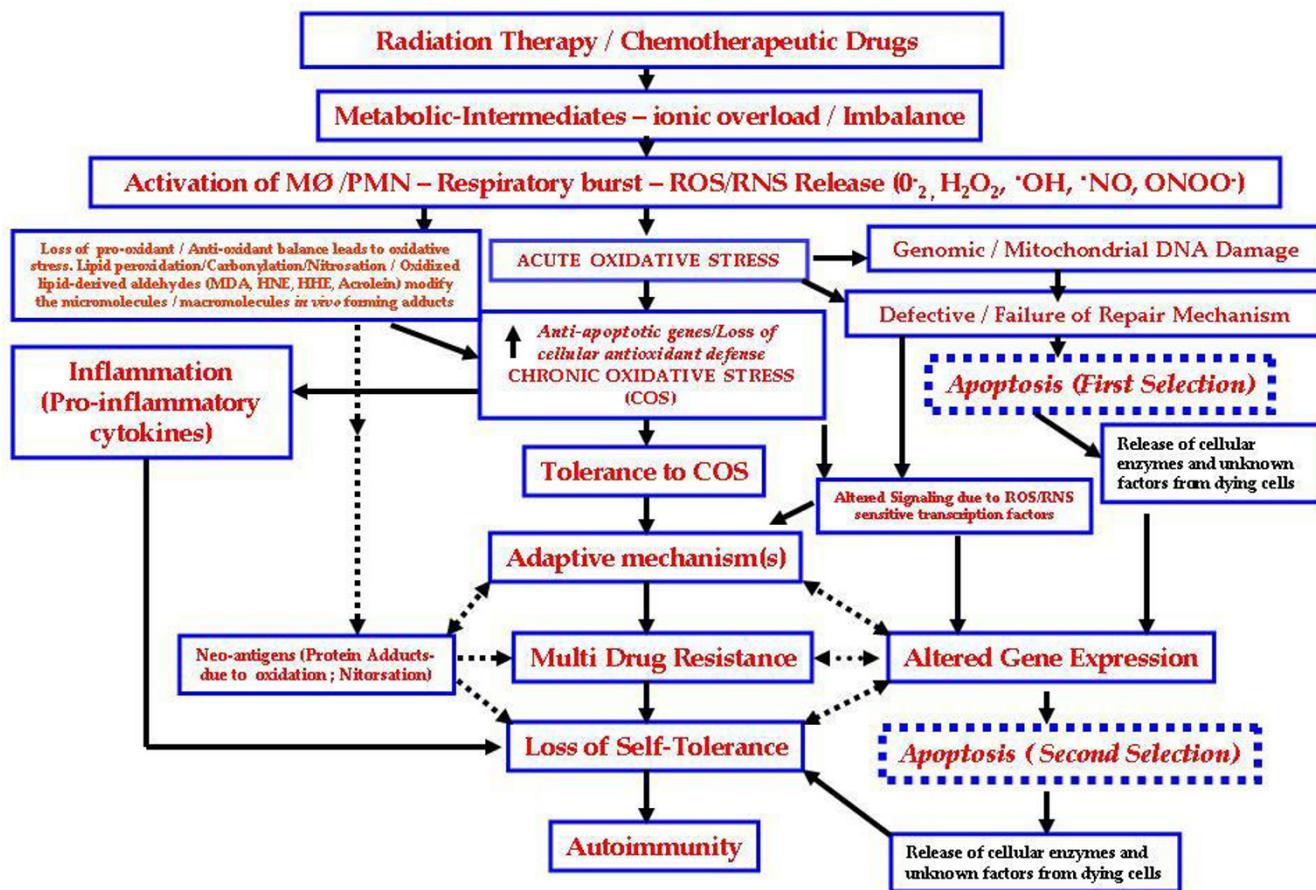 Radiation Therapy / Chemotherapeutic Drugs
Metabolic-Intermediates – ionic overload / Imbalance
Activation of MØ /PMN – Respiratory burst – ROS/RNS Release (0⁻₂, H₂O₂, ·OH, ·NO, ONOO⁻)
Loss of pro-oxidant / Anti-oxidant balance leads to oxidative
stress. Lipid peroxidation/Carbonylation/Nitrosation / Oxidized
lipid-derived aldehydes (MDA, HNE, HHE, Acrolein) modify
the micromolecules / macromolecules in vivo forming adducts
ACUTE OXIDATIVE STRESS
Genomic / Mitochondrial DNA Damage
Defective / Failure of Repair Mechanism
Anti-apoptotic genes/Loss of
cellular antioxidant defense
CHRONIC OXIDATIVE STRESS
(COS)
Inflammation
(Pro-inflammatory
cytokines)
Apoptosis (First Selection)
Release of cellular
enzymes and unknown
factors from dying cells
Tolerance to COS
Altered Signaling due to ROS/RNS
sensitive transcription factors
Adaptive mechanism(s)
Neo-antigens (Protein Adducts-
due to oxidation ; Nitorsation)
Multi Drug Resistance
Altered Gene Expression
Loss of Self-Tolerance
Apoptosis ( Second Selection)
Autoimmunity
Release of cellular enzymes and
unknown factors from dying cells